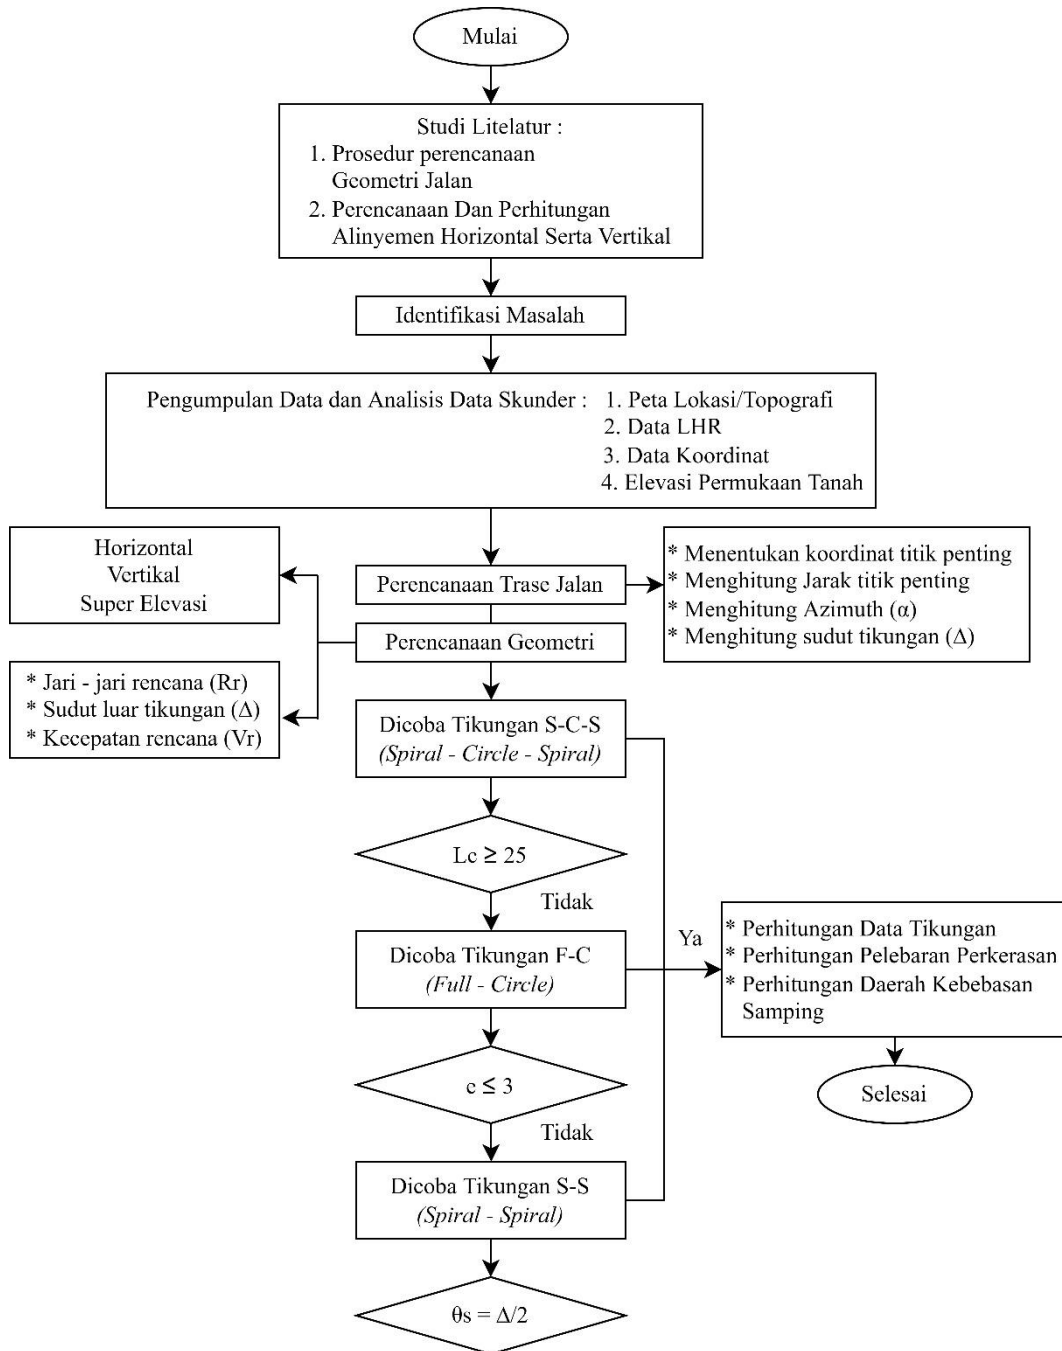 Mulai
Studi Litelatur :
1. Prosedur perencanaan
Geometri Jalan
2. Perencanaan Dan Perhitungan
Alinyemen Horizontal Serta Vertikal
Identifikasi Masalah
Pengumpulan Data dan Analisis Data Skunder : 1. Peta Lokasi/Topografi
2. Data LHR
3. Data Koordinat
4. Elevasi Permukaan Tanah
Horizontal
Vertikal
Super Elevasi
Perencanaan Trase Jalan
* Menentukan koordinat titik penting
* Menghitung Jarak titik penting
* Menghitung Azimuth (α)
* Menghitung sudut tikungan (Δ)
Perencanaan Geometri
* Jari - jari rencana (Rr)
* Sudut luar tikungan (Δ)
* Kecepatan rencana (Vr)
Dicoba Tikungan S-C-S
(Spiral - Circle - Spiral)
Lc ≥ 25
Tidak
Dicoba Tikungan F-C
(Full - Circle)
Ya
* Perhitungan Data Tikungan
* Perhitungan Pelebaran Perkerasan
* Perhitungan Daerah Kebebasan
Samping
e ≤ 3
Selesai
Tidak
Dicoba Tikungan S-S
(Spiral - Spiral)
θs = Δ/2